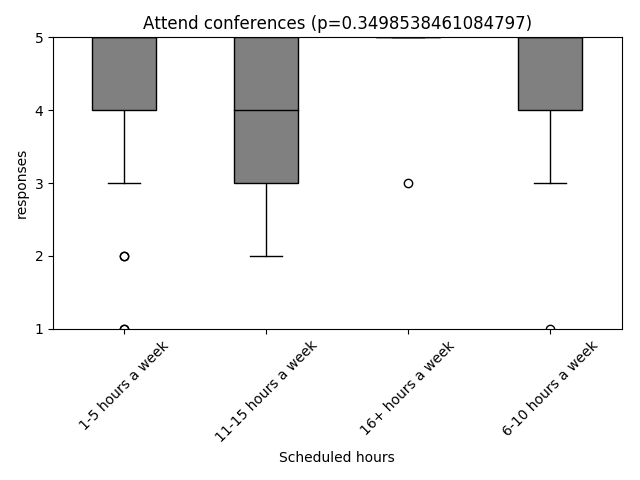 Attend conferences (p=0.3498538461084797)
5
4
3
2
1
responses
1-5 hours a week
11-15 hours a week
16+ hours a week
6-10 hours a week
Scheduled hours